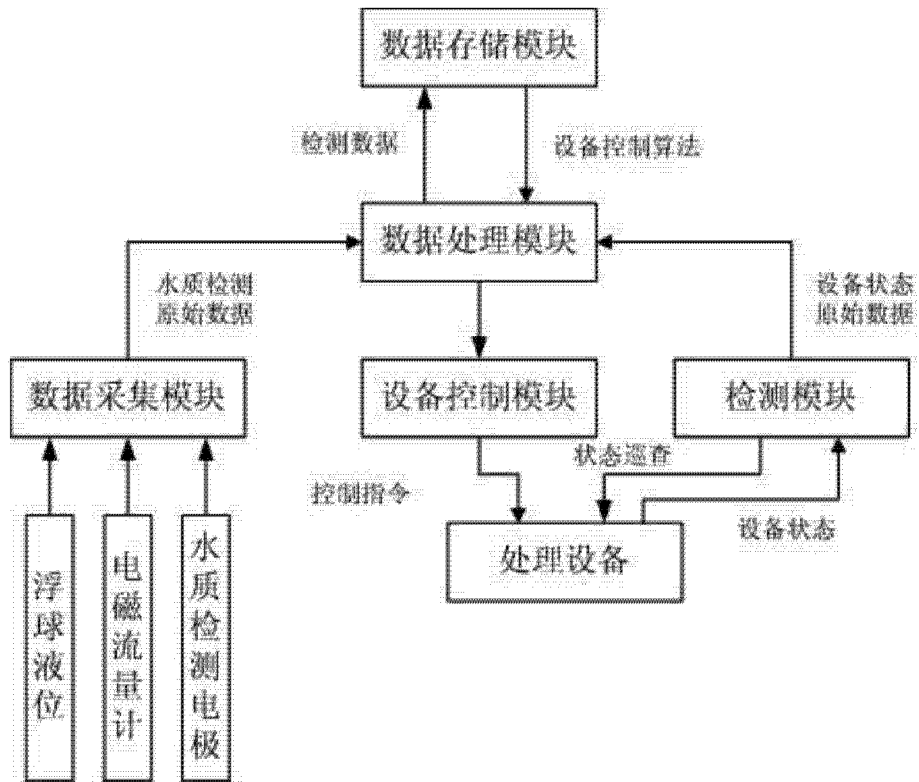 数据存储模块
检测数据
设备控制算法
数据处理模块
水质检测
原始数据
设备状态
原始数据
数据采集模块
设备控制模块
检测模块
状态巡查
控制指令
设备状态
处理设备
浮球液位
电磁流量计
水质检测电极